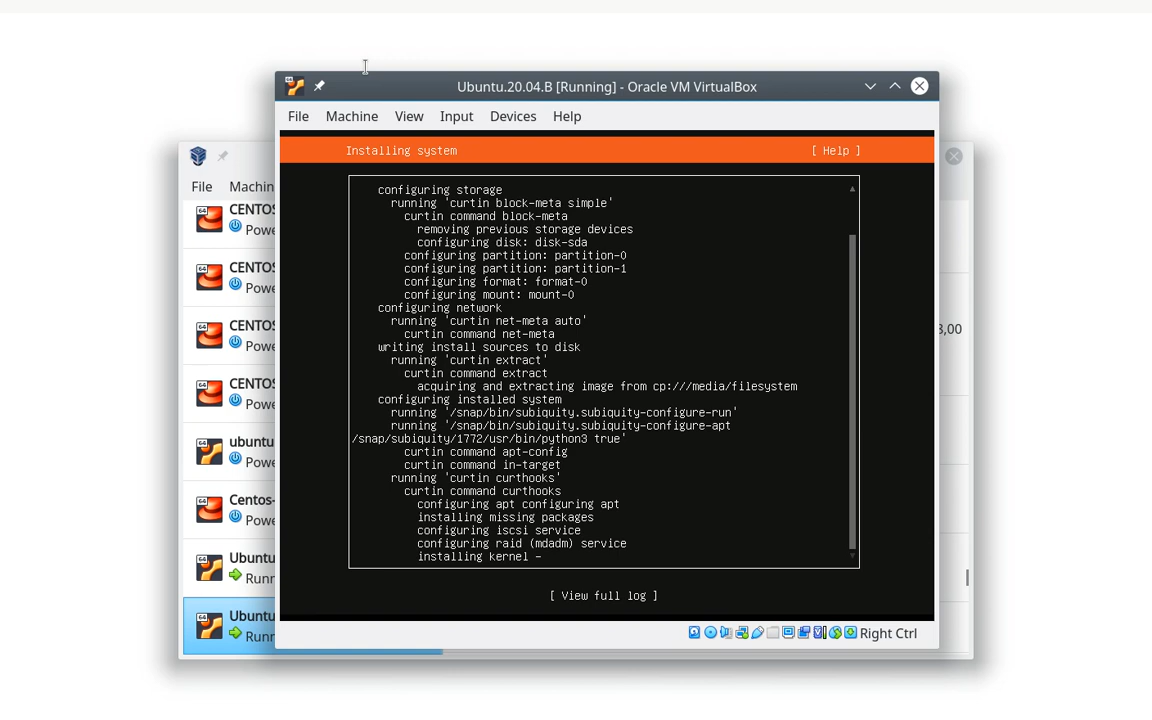 Ubuntu.20.04.B [Running] - Oracle VM VirtualBox
File Machine View Input Devices Help
Installing system [ Help ]
configuring storage
running 'curtin block-meta simple'
curtin command block-meta
removing previous storage devices
configuring disk: disk-sda
configuring partition: partition-0
configuring partition: partition-1
configuring format: format-0
configuring mount: mount-0
configuring network
running 'curtin net-meta auto'
curtin command net-meta
writing install sources to disk
running 'curtin extract'
curtin command extract
acquiring and extracting image from cp:///media/filesystem
configuring installed system
running '/snap/bin/subiquity.subiquity-configure-run'
running '/snap/bin/subiquity.subiquity-configure-apt
/snap/subiquity/1772/usr/bin/python3 true'
curtin command apt-config
curtin command in-target
running 'curtin curthooks'
curtin command curthooks
configuring apt configuring apt
installing missing packages
configuring iscsi service
configuring raid (mdadm) service
installing kernel -
[ View full log ]
Right Ctrl
File Machin
64 CENTOS
Powe
64 CENTOS
Powe
64 CENTOS
Powe
64 CENTOS
Powe
64 ubuntu
Powe
64 Centos-
Powe
64 Ubuntu
Runn
64 Ubuntu
Runn
3,00